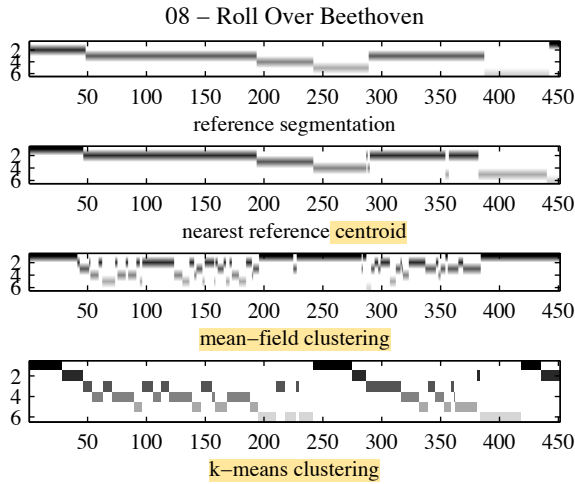 08 – Roll Over Beethoven
2
4
6
50 100 150 200 250 300 350 400 450
reference segmentation
2
4
6
50 100 150 200 250 300 350 400 450
nearest reference centroid
2
4
6
50 100 150 200 250 300 350 400 450
mean–field clustering
2
4
6
50 100 150 200 250 300 350 400 450
k–means clustering